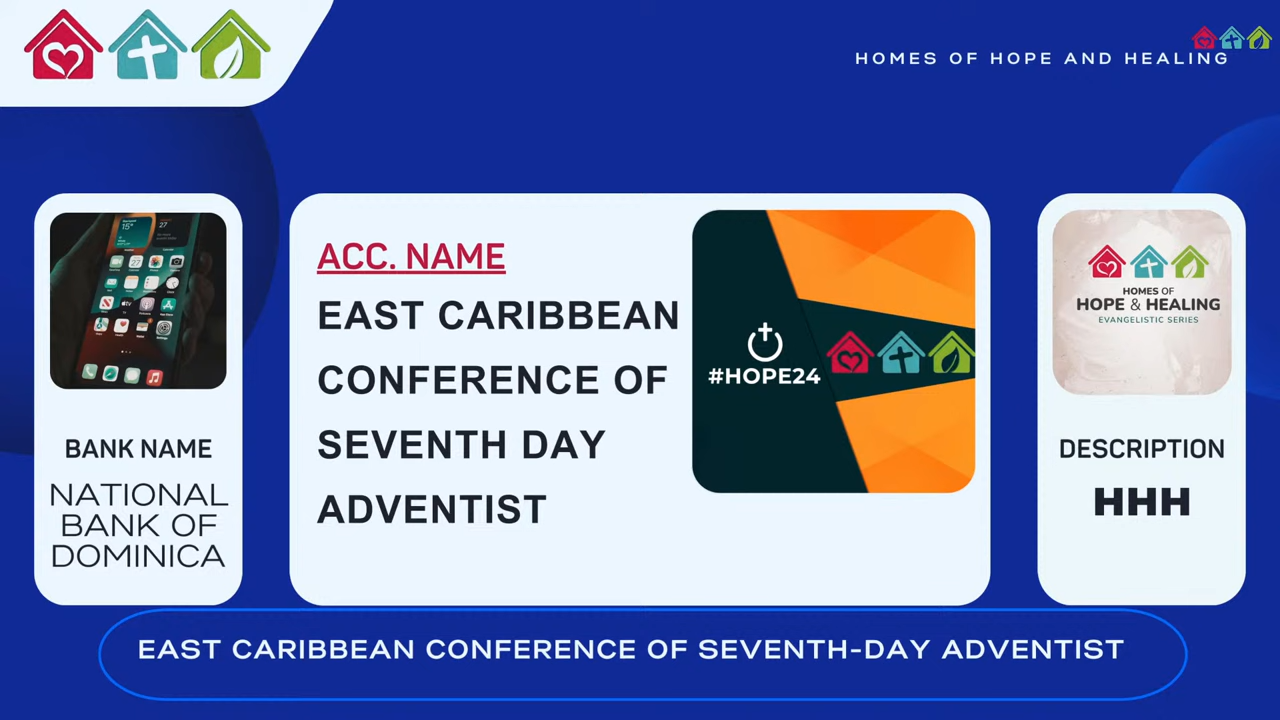 HOMES OF HOPE AND HEALING
BANK NAME
NATIONAL
BANK OF
DOMINICA
ACC. NAME
EAST CARIBBEAN
CONFERENCE OF
SEVENTH DAY
ADVENTIST
#HOPE24
HOMES OF
HOPE & HEALING
EVANGELISTIC SERIES
DESCRIPTION
HHH
EAST CARIBBEAN CONFERENCE OF SEVENTH-DAY ADVENTIST